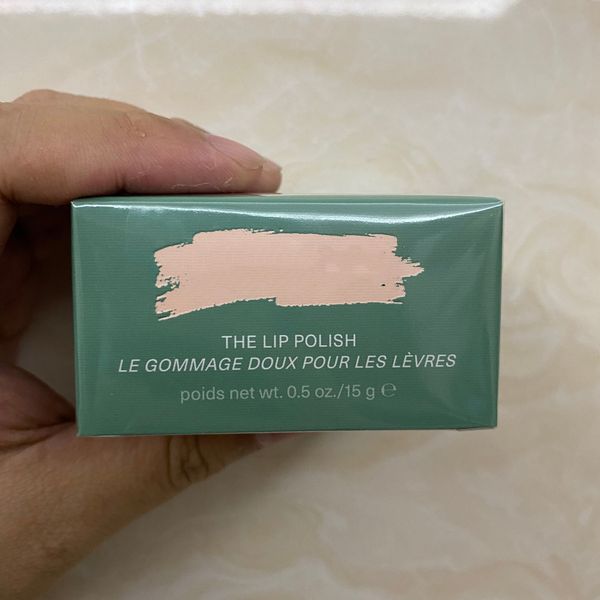 THE LIP POLISH
LE GOMMAGE DOUX POUR LES LÈVRES
poids net wt. 0.5 oz./15 g ℮